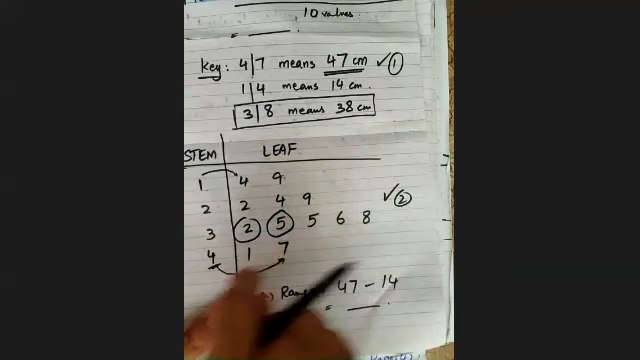 10 values
= ____.
Key: 4|7 means 47 cm ✓①
1|4 means 14 cm.
3|8 means 38 cm
STEM LEAF
1 4 9
2 2 4 9
3 2 5 5 6 8 ✓②
4 1 7
47 – 14
= ____.